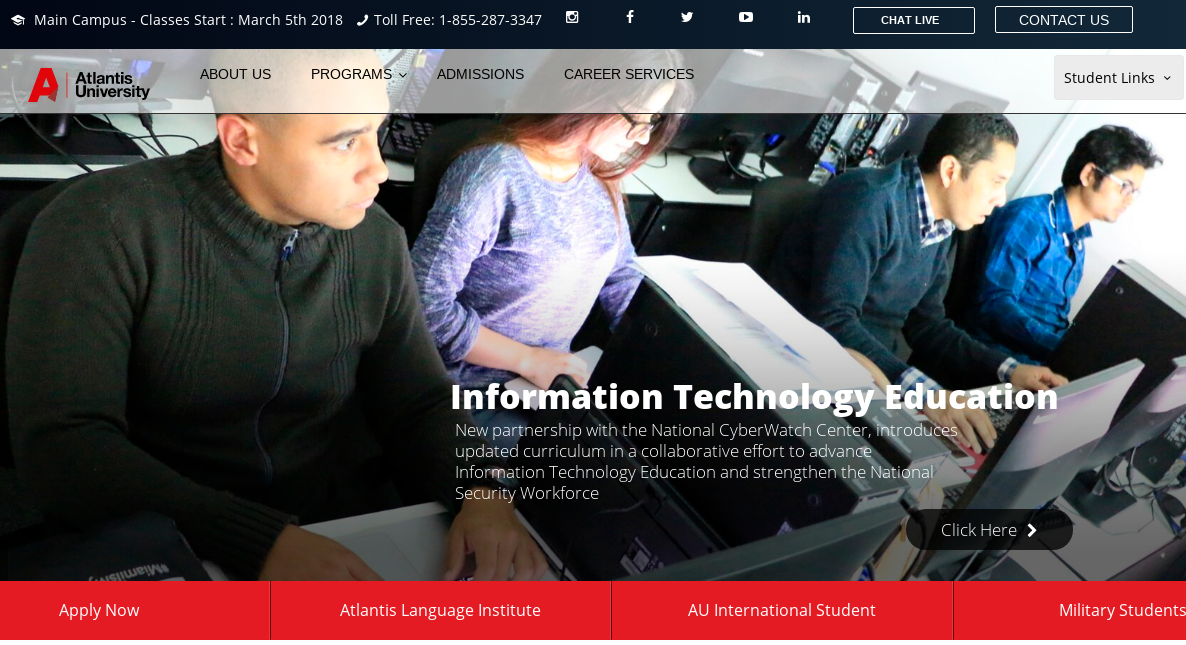 Main Campus - Classes Start : March 5th 2018 Toll Free: 1-855-287-3347 CHAT LIVE CONTACT US
Atlantis
University
ABOUT US PROGRAMS ADMISSIONS CAREER SERVICES Student Links
Information Technology Education
New partnership with the National CyberWatch Center, introduces
updated curriculum in a collaborative effort to advance
Information Technology Education and strengthen the National
Security Workforce
Click Here
Apply Now Atlantis Language Institute AU International Student Military Students